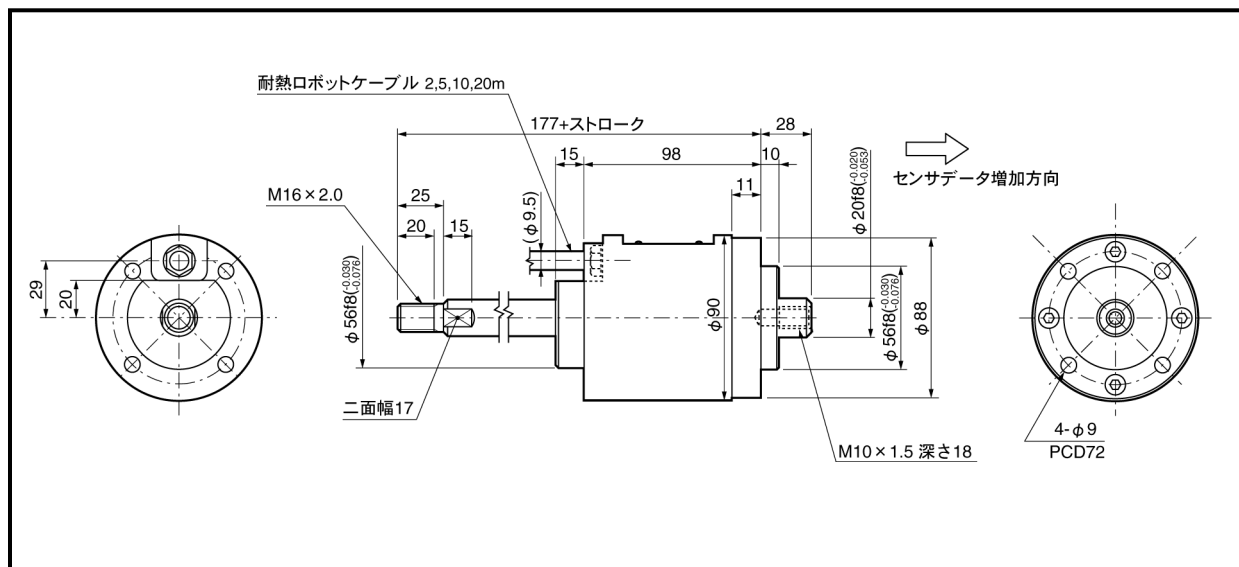 耐熱ロボットケーブル 2,5,10,20m
177+ストローク
28
15
98
10
センサデータ増加方向
11
φ20f8(-0.020 -0.053)
M16×2.0
25
20
15
(φ9.5)
29
20
φ56f8(-0.030 -0.076)
φ90
φ56f8(-0.030 -0.076)
φ88
二面幅17
M10×1.5 深さ18
4-φ9
PCD72